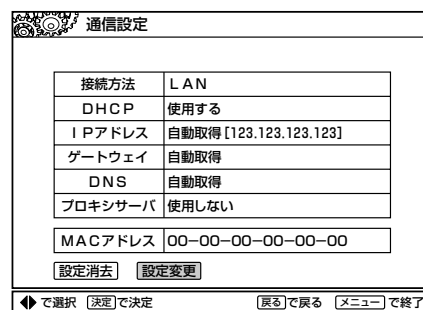 通信設定
接続方法 LAN
DHCP 使用する
IPアドレス 自動取得[123.123.123.123]
ゲートウェイ 自動取得
DNS 自動取得
プロキシサーバ 使用しない
MACアドレス 00-00-00-00-00-00
設定消去 設定変更
で選択 決定で決定 戻るで戻る メニューで終了